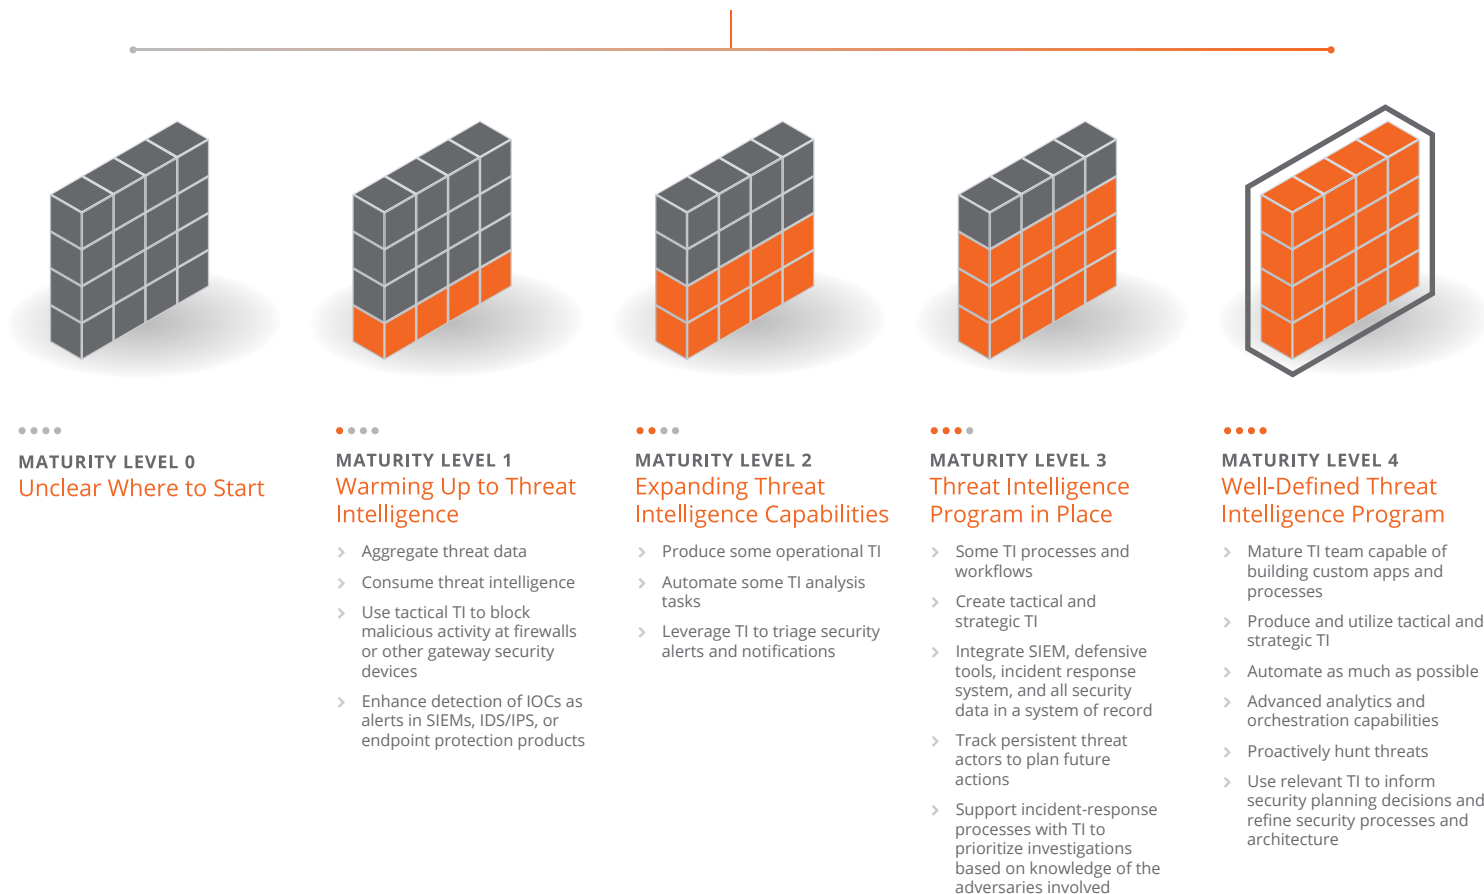 MATURITY LEVEL 0
Unclear Where to Start
MATURITY LEVEL 1
Warming Up to Threat
Intelligence
Aggregate threat data
Consume threat intelligence
Use tactical TI to block
malicious activity at firewalls
or other gateway security
devices
Enhance detection of IOCs as
alerts in SIEMs, IDS/IPS, or
endpoint protection products
MATURITY LEVEL 2
Expanding Threat
Intelligence Capabilities
Produce some operational TI
Automate some TI analysis
tasks
Leverage TI to triage security
alerts and notifications
MATURITY LEVEL 3
Threat Intelligence
Program in Place
Some TI processes and
workflows
Create tactical and
strategic TI
Integrate SIEM, defensive
tools, incident response
system, and all security
data in a system of record
Track persistent threat
actors to plan future
actions
Support incident-response
processes with TI to
prioritize investigations
based on knowledge of the
adversaries involved
MATURITY LEVEL 4
Well-Defined Threat
Intelligence Program
Mature TI team capable of
building custom apps and
processes
Produce and utilize tactical and
strategic TI
Automate as much as possible
Advanced analytics and
orchestration capabilities
Proactively hunt threats
Use relevant TI to inform
security planning decisions and
refine security processes and
architecture